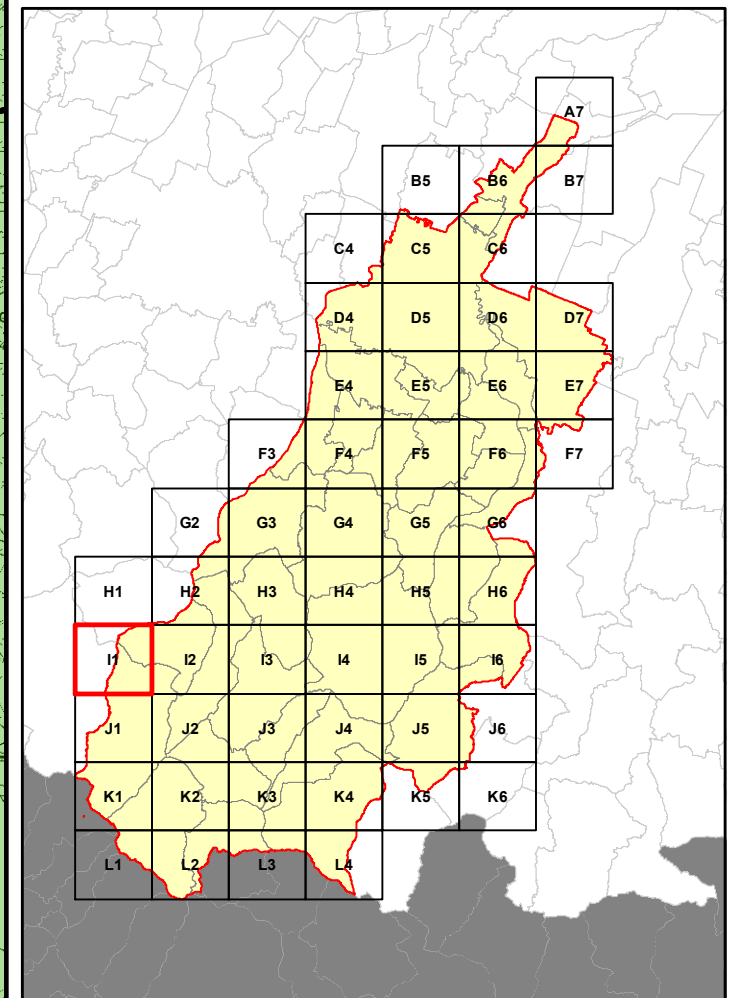 A7
B5 B6 B7
C4 C5 C6
D4 D5 D6 D7
E4 E5 E6 E7
F3 F4 F5 F6 F7
G2 G3 G4 G5 G6
H1 H2 H3 H4 H5 H6
I1 I2 I3 I4 I5 I6
J1 J2 J3 J4 J5 J6
K1 K2 K3 K4 K5 K6
L1 L2 L3 L4